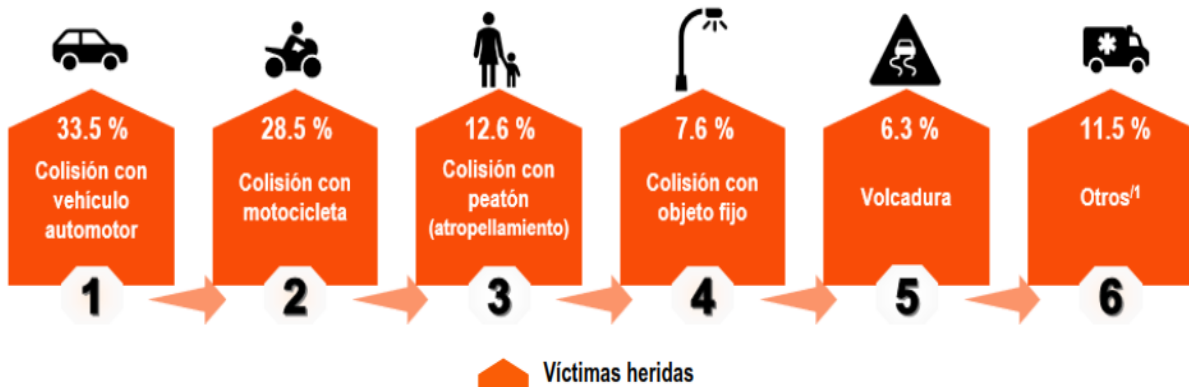 33.5 %
Colisión con
vehículo
automotor
1
28.5 %
Colisión con
motocicleta
2
12.6 %
Colisión con
peatón
(atropellamiento)
3
7.6 %
Colisión con
objeto fijo
4
6.3 %
Volcadura
5
11.5 %
Otros/1
6
Víctimas heridas